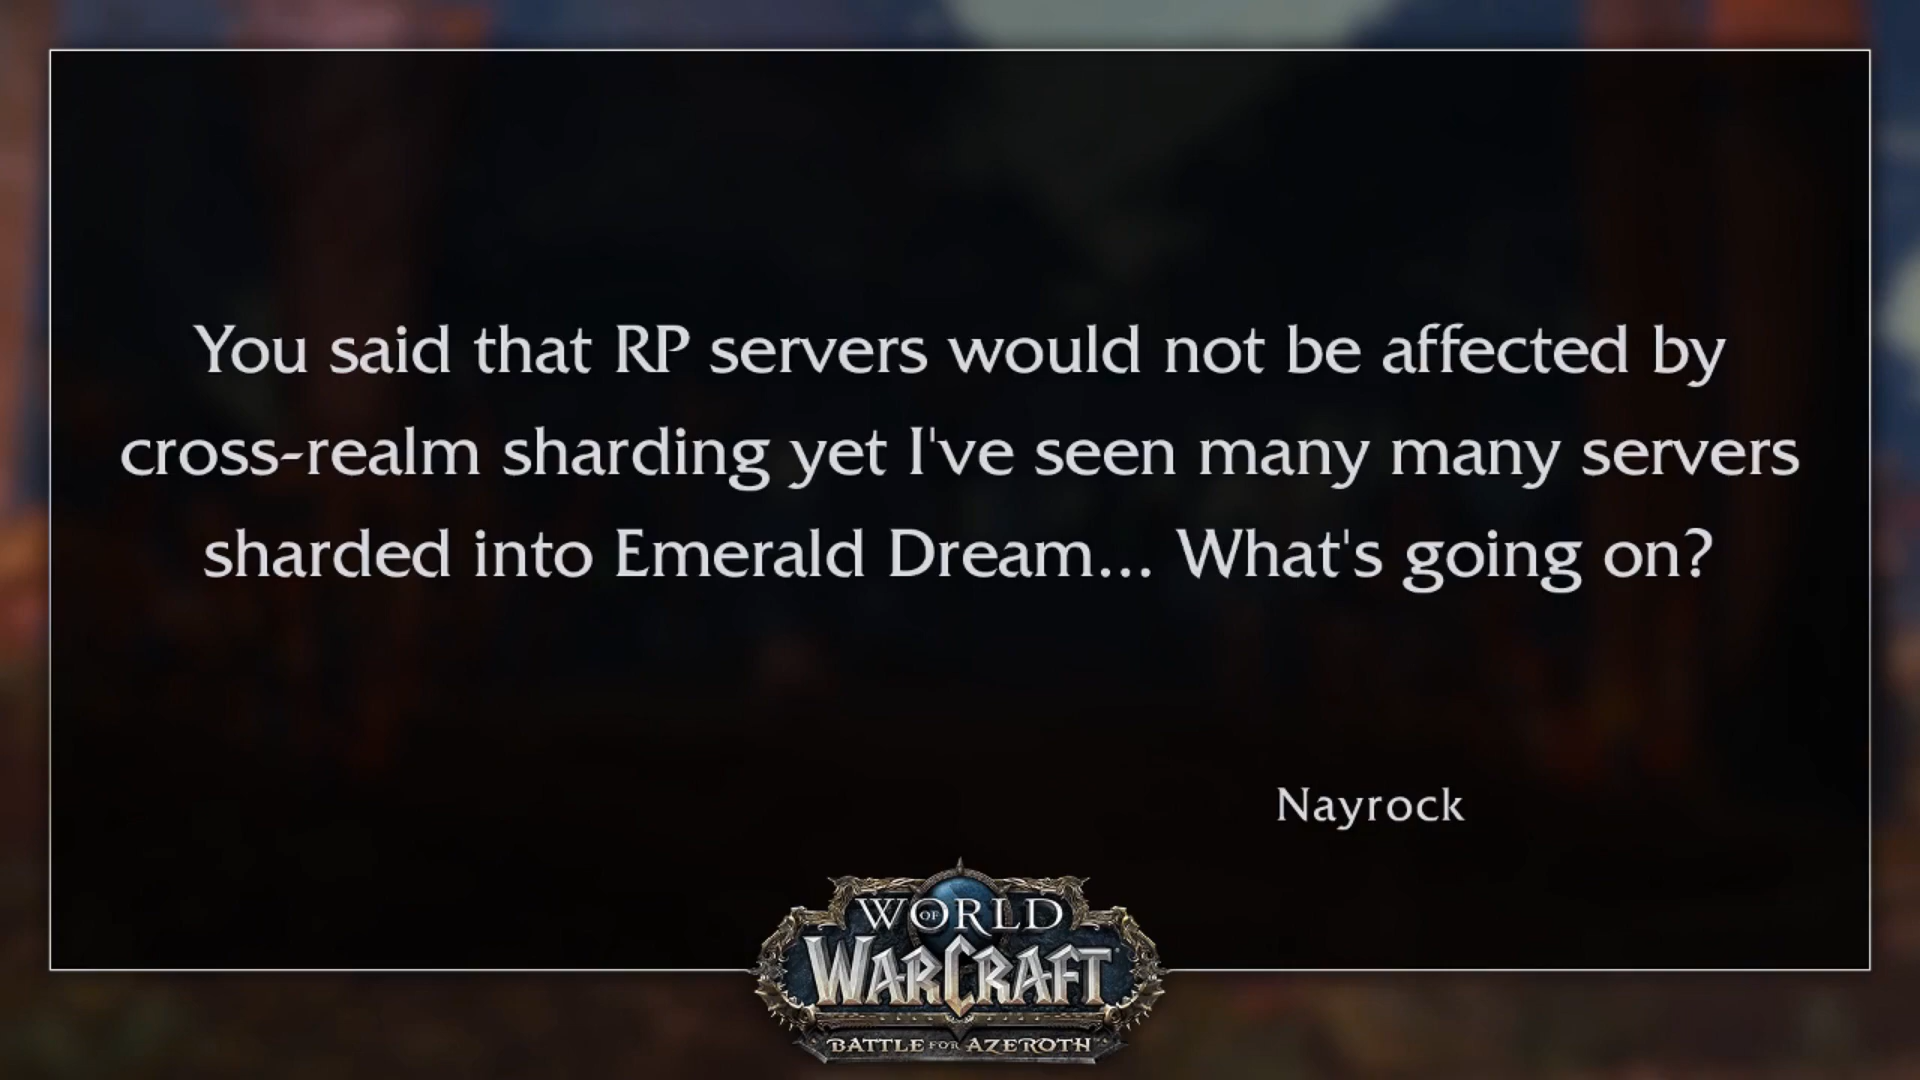 You said that RP servers would not be affected by
cross-realm sharding yet I've seen many many servers
sharded into Emerald Dream... What's going on?
Nayrock
WORLD OF
WARCRAFT
BATTLE FOR AZEROTH